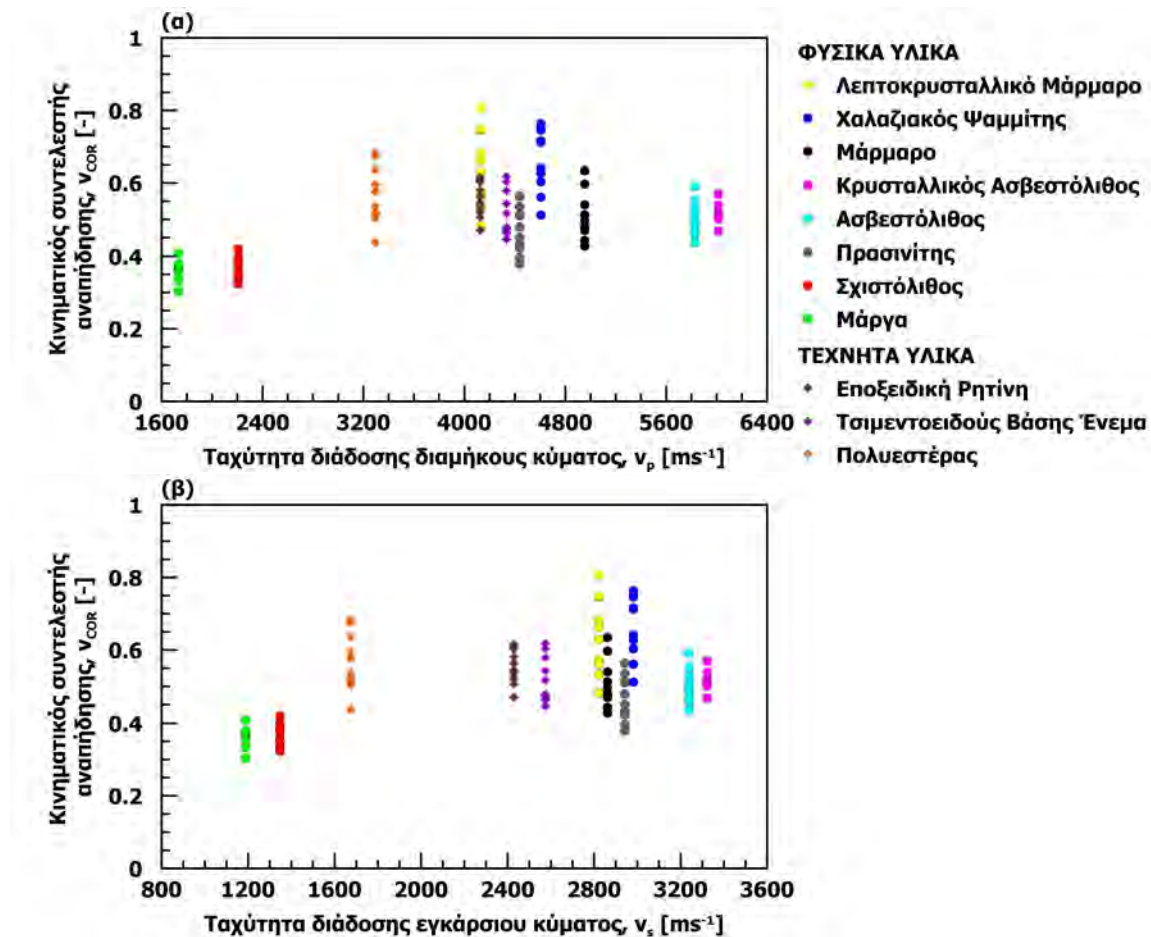 (α)
Κινηματικός συντελεστής
αναπήδησης, v_COR [-]
1
0.8
0.6
0.4
0.2
0
1600 2400 3200 4000 4800 5600 6400
Ταχύτητα διάδοσης διαμήκους κύματος, v_p [ms⁻¹]
ΦΥΣΙΚΑ ΥΛΙΚΑ
Λεπτοκρυσταλλικό Μάρμαρο
Χαλαζιακός Ψαμμίτης
Μάρμαρο
Κρυσταλλικός Ασβεστόλιθος
Ασβεστόλιθος
Πρασινίτης
Σχιστόλιθος
Μάργα
ΤΕΧΝΗΤΑ ΥΛΙΚΑ
Εποξειδική Ρητίνη
Τσιμεντοειδούς Βάσης Ένεμα
Πολυεστέρας
(β)
Κινηματικός συντελεστής
αναπήδησης, v_COR [-]
1
0.8
0.6
0.4
0.2
0
800 1200 1600 2000 2400 2800 3200 3600
Ταχύτητα διάδοσης εγκάρσιου κύματος, v_s [ms⁻¹]